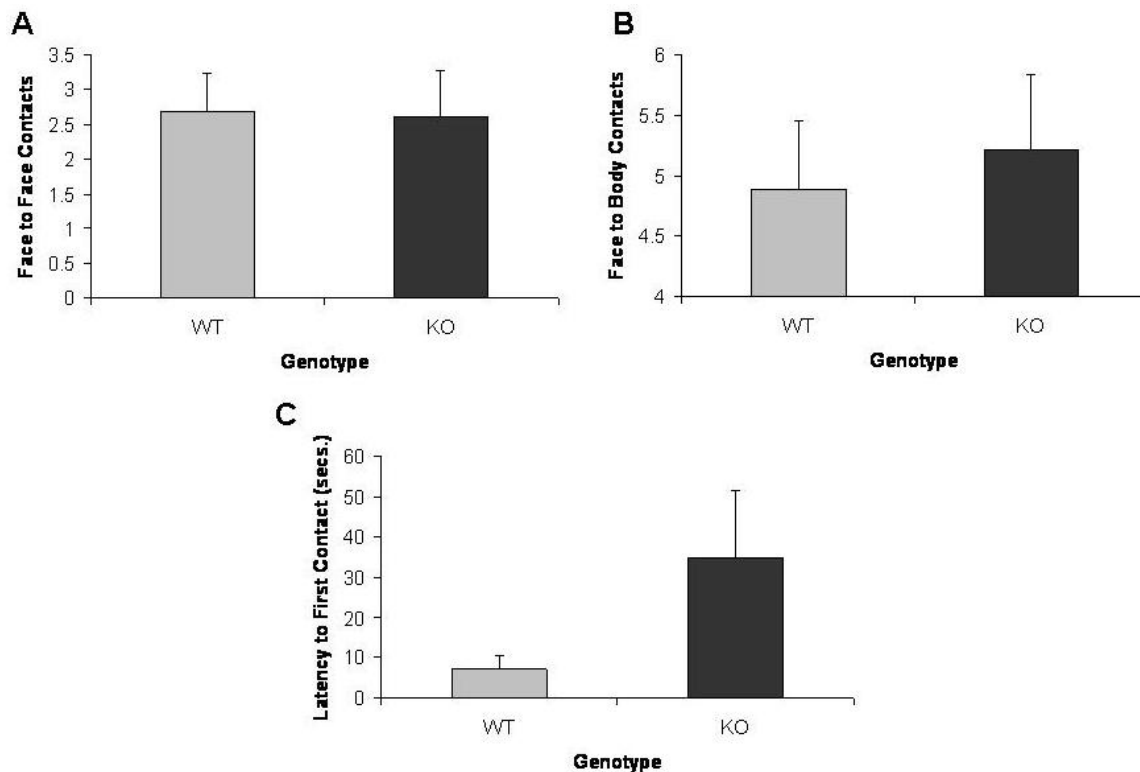 A
Face to Face Contacts
3.5
3
2.5
2
1.5
1
0.5
0
WT
KO
Genotype
B
Face to Body Contacts
6
5.5
5
4.5
4
WT
KO
Genotype
C
Latency to First Contact (secs.)
60
50
40
30
20
10
0
WT
KO
Genotype